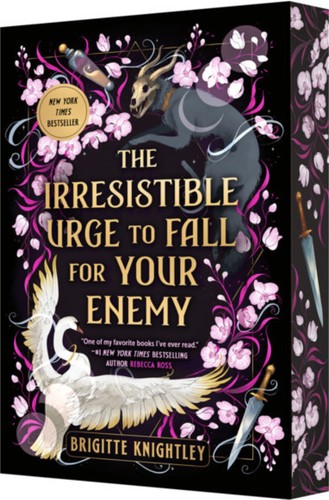 NEW YORK
TIMES
BESTSELLER
THE
IRRESISTIBLE
URGE TO FALL
FOR YOUR
ENEMY
"One of my favorite books I've ever read."
—#1 NEW YORK TIMES BESTSELLING
AUTHOR REBECCA ROSS
BRIGITTE KNIGHTLEY